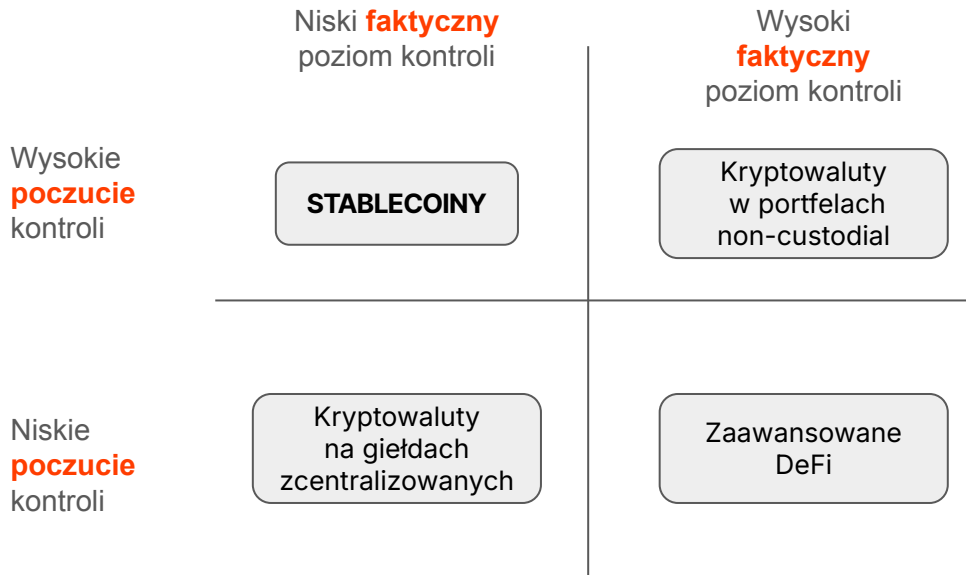 Niski faktyczny
poziom kontroli
Wysoki
faktyczny
poziom kontroli
Wysokie
poczucie
kontroli
STABLECOINY
Kryptowaluty
w portfelach
non-custodial
Niskie
poczucie
kontroli
Kryptowaluty
na giełdach
zcentralizowanych
Zaawansowane
DeFi